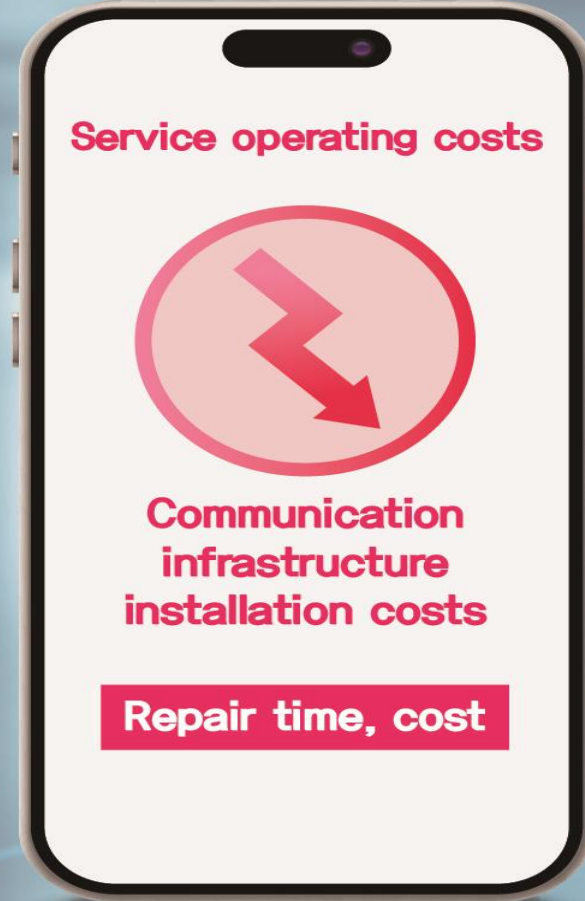 Service operating costs
Communication
infrastructure
installation costs
Repair time, cost